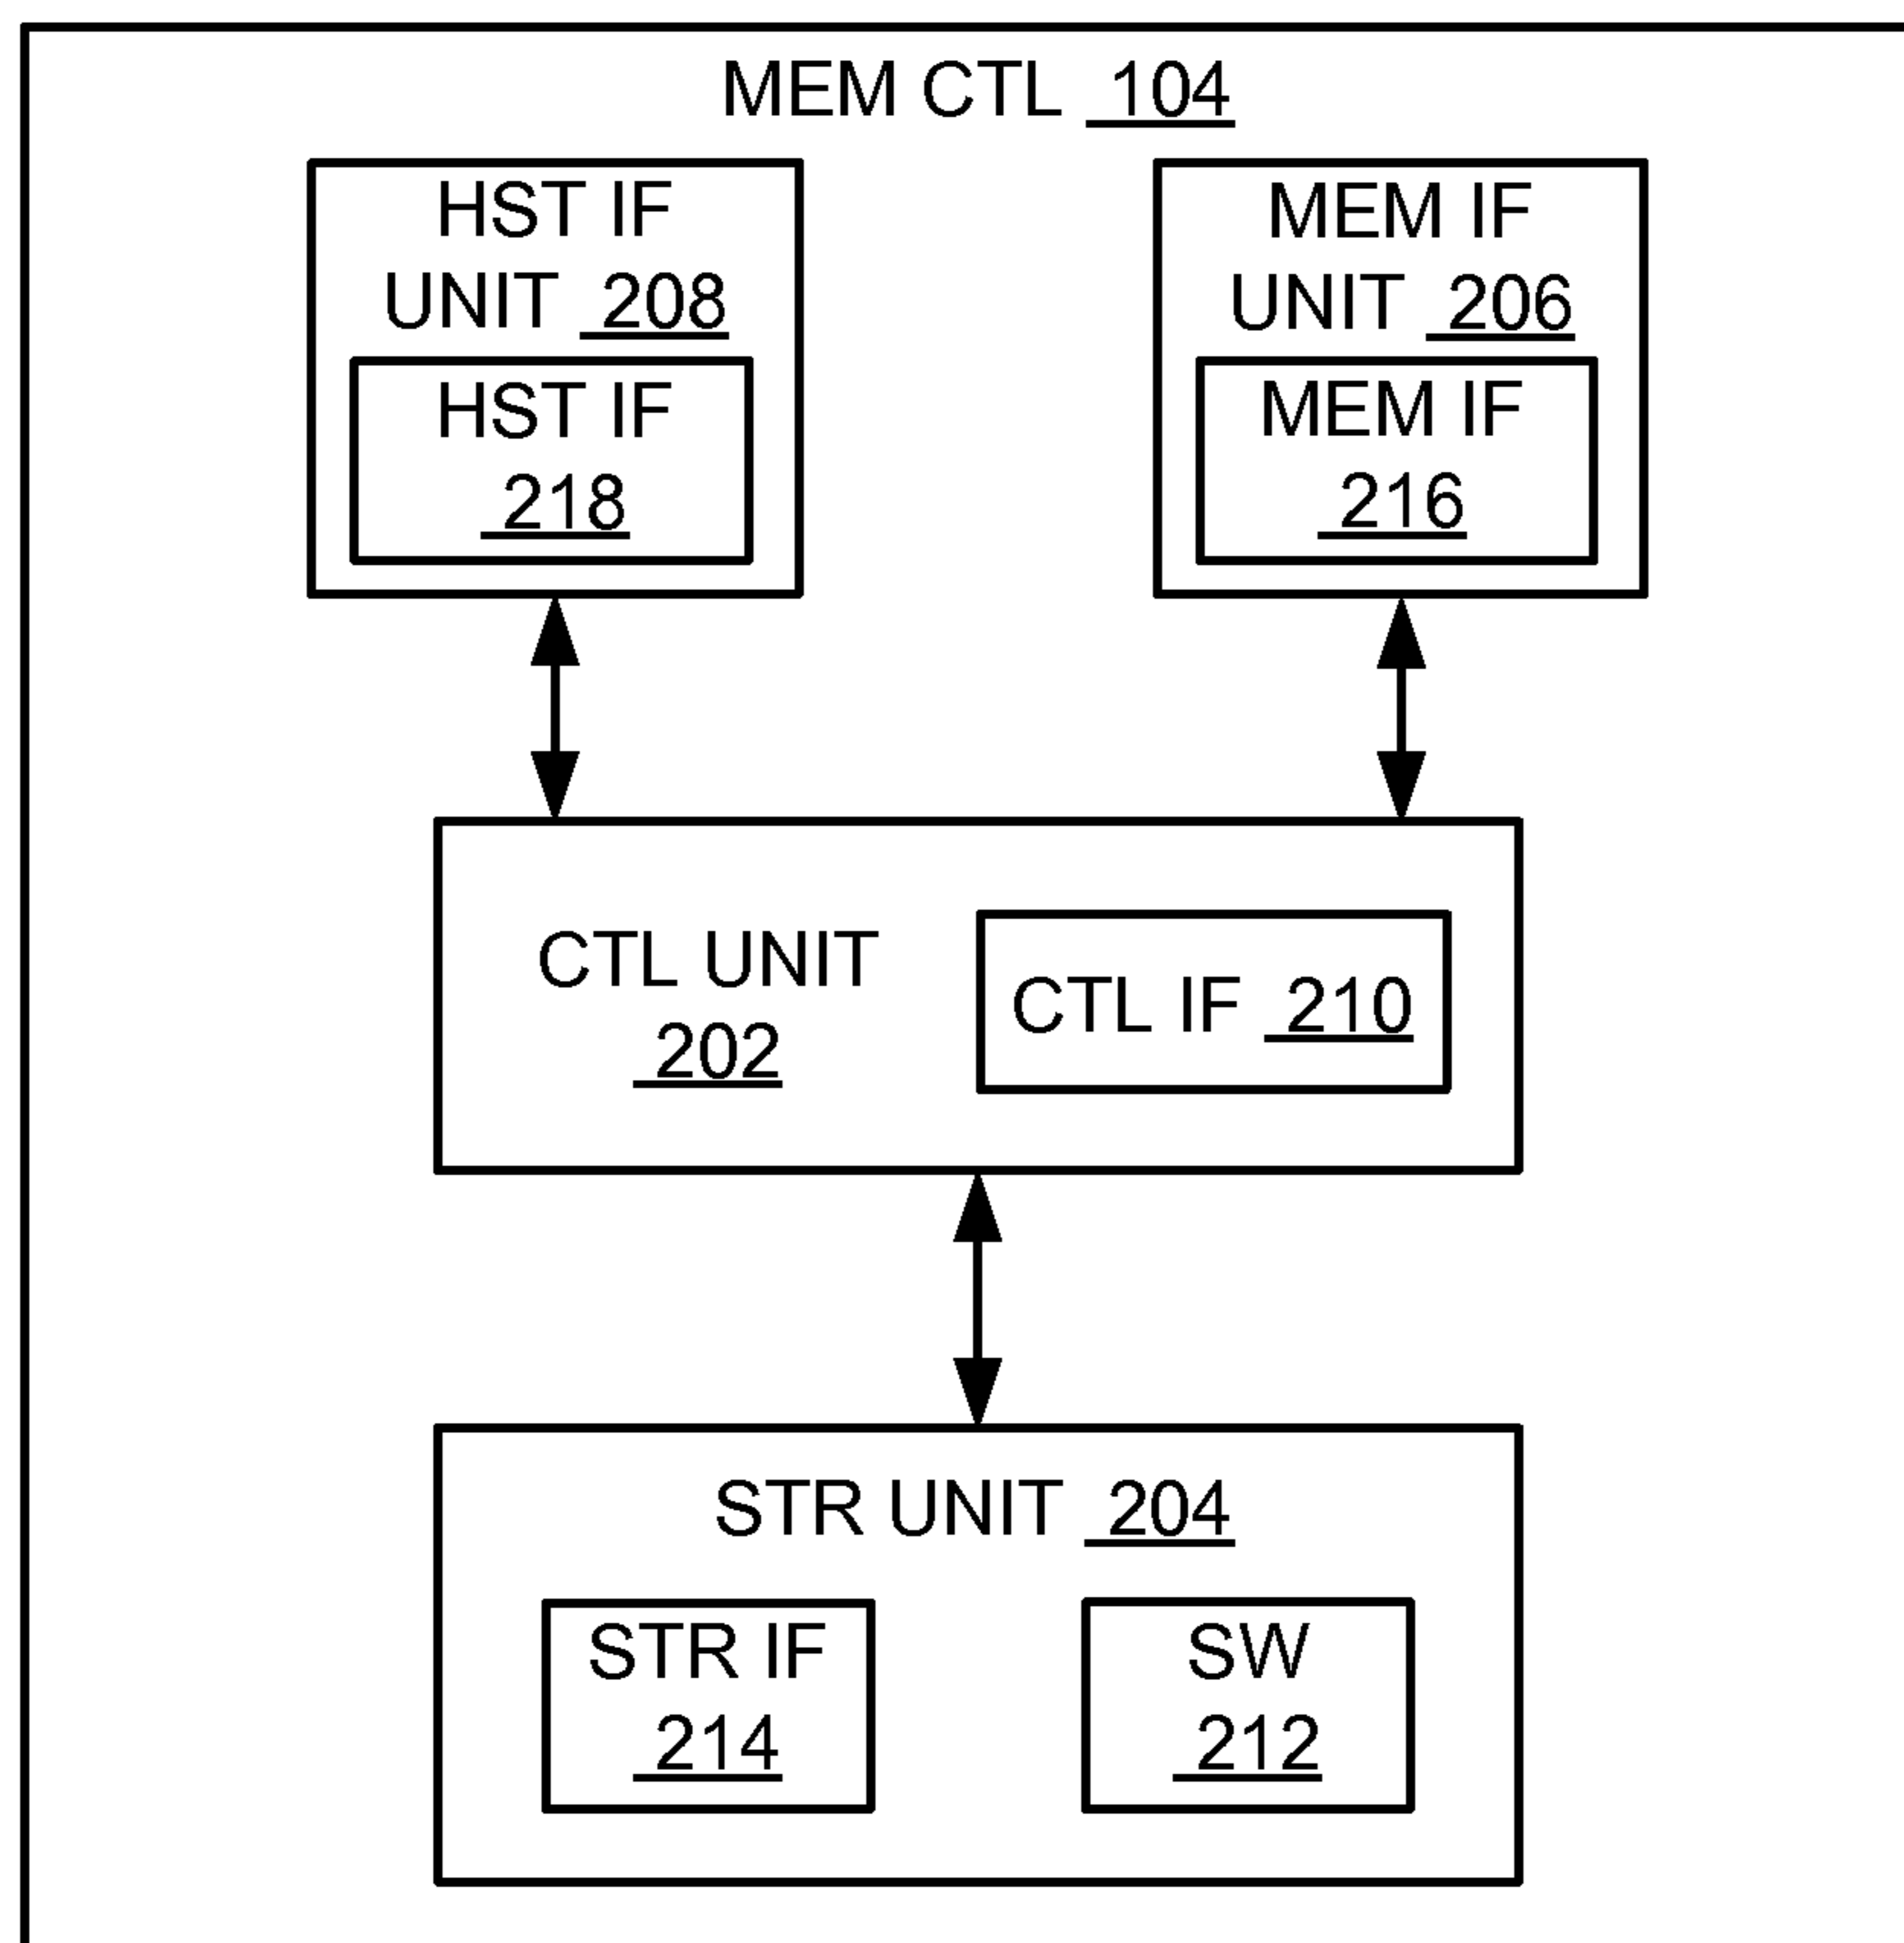 MEM CTL 104
HST IF
UNIT 208
HST IF
218
MEM IF
UNIT 206
MEM IF
216
CTL UNIT
202
CTL IF 210
STR UNIT 204
STR IF
214
SW
212